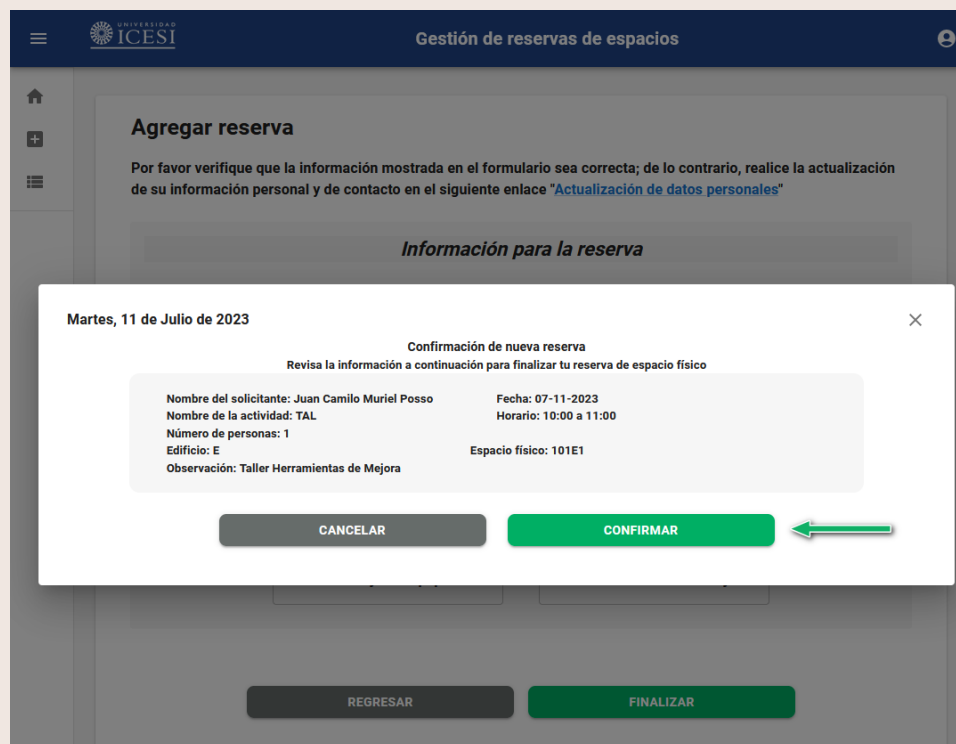 UNIVERSIDAD
ICESI
Gestión de reservas de espacios
Agregar reserva
Por favor verifique que la información mostrada en el formulario sea correcta; de lo contrario, realice la actualización
de su información personal y de contacto en el siguiente enlace "Actualización de datos personales"
Información para la reserva
Martes, 11 de Julio de 2023
Confirmación de nueva reserva
Revisa la información a continuación para finalizar tu reserva de espacio físico
Nombre del solicitante: Juan Camilo Muriel Posso Fecha: 07-11-2023
Nombre de la actividad: TAL Horario: 10:00 a 11:00
Número de personas: 1
Edificio: E Espacio físico: 101E1
Observación: Taller Herramientas de Mejora
CANCELAR CONFIRMAR
REGRESAR FINALIZAR